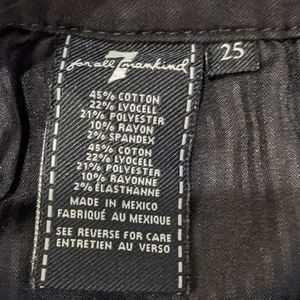 for all 7 mankind
25
45% COTTON
22% LYOCELL
21% POLYESTER
10% RAYON
2% SPANDEX
45% COTON
22% LYOCELL
21% POLYESTER
10% RAYONNE
2% ÉLASTHANNE
MADE IN MEXICO
FABRIQUÉ AU MEXIQUE
SEE REVERSE FOR CARE
ENTRETIEN AU VERSO